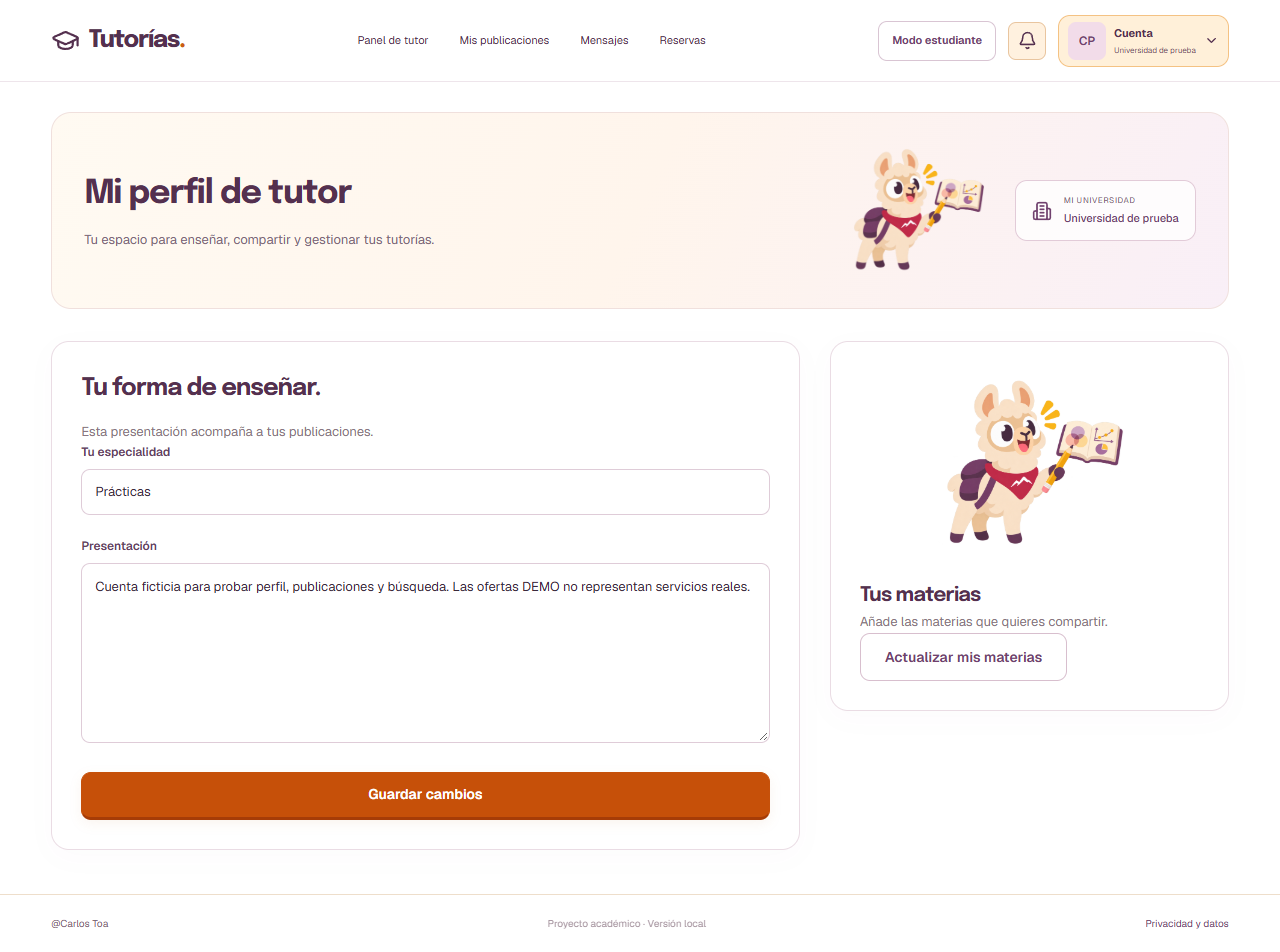 Tutorías.
Panel de tutor
Mis publicaciones
Mensajes
Reservas
Modo estudiante
CP
Cuenta
Universidad de prueba
Mi perfil de tutor
Tu espacio para enseñar, compartir y gestionar tus tutorías.
MI UNIVERSIDAD
Universidad de prueba
Tu forma de enseñar.
Esta presentación acompaña a tus publicaciones.
Tu especialidad
Prácticas
Presentación
Cuenta ficticia para probar perfil, publicaciones y búsqueda. Las ofertas DEMO no representan servicios reales.
Guardar cambios
Tus materias
Añade las materias que quieres compartir.
Actualizar mis materias
@Carlos Toa
Proyecto académico · Versión local
Privacidad y datos